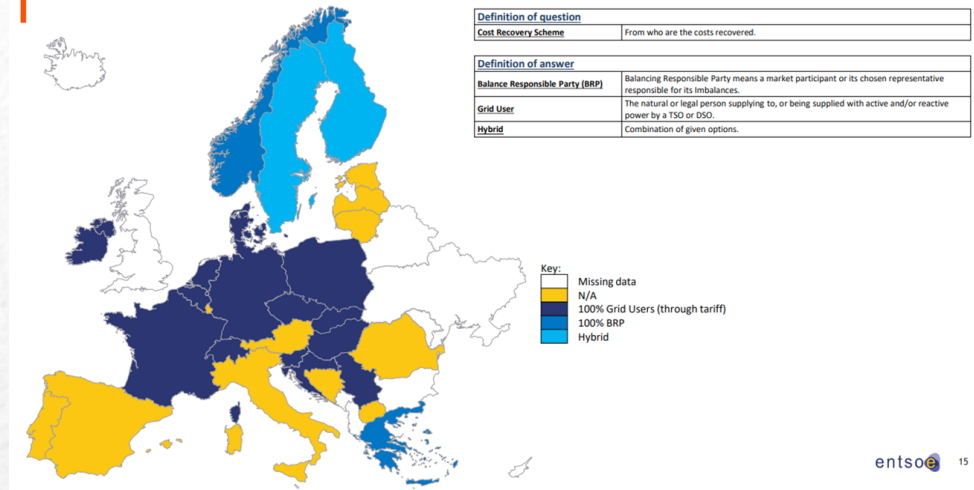 Definition of question
Cost Recovery Scheme From who are the costs recovered.
Definition of answer
Balance Responsible Party (BRP) Balancing Responsible Party means a market participant or its chosen representative
responsible for its Imbalances.
Grid User The natural or legal person supplying to, or being supplied with active and/or reactive
power by a TSO or DSO.
Hybrid Combination of given options.
Key:
Missing data
N/A
100% Grid Users (through tariff)
100% BRP
Hybrid
entsoe 15